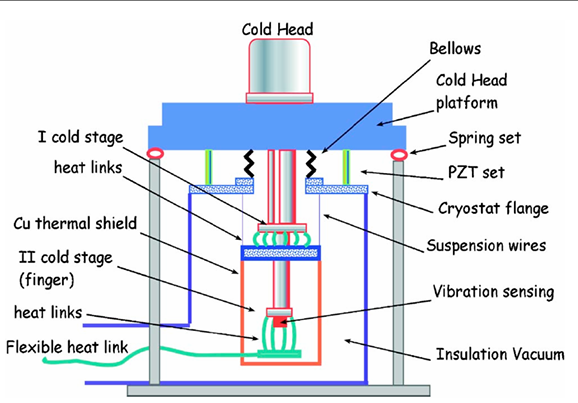 Cold Head
Bellows
Cold Head
platform
I cold stage
Spring set
heat links
PZT set
Cryostat flange
Cu thermal shield
Suspension wires
II cold stage
(finger)
Vibration sensing
heat links
Flexible heat link
Insulation Vacuum